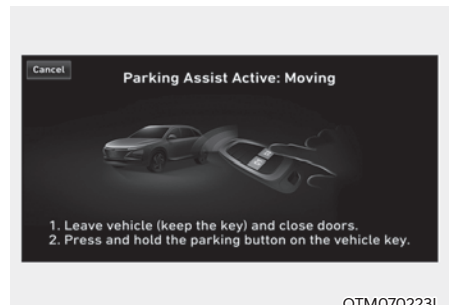 Cancel
Parking Assist Active: Moving
1. Leave vehicle (keep the key) and close doors.
2. Press and hold the parking button on the vehicle key.
OTM070223L